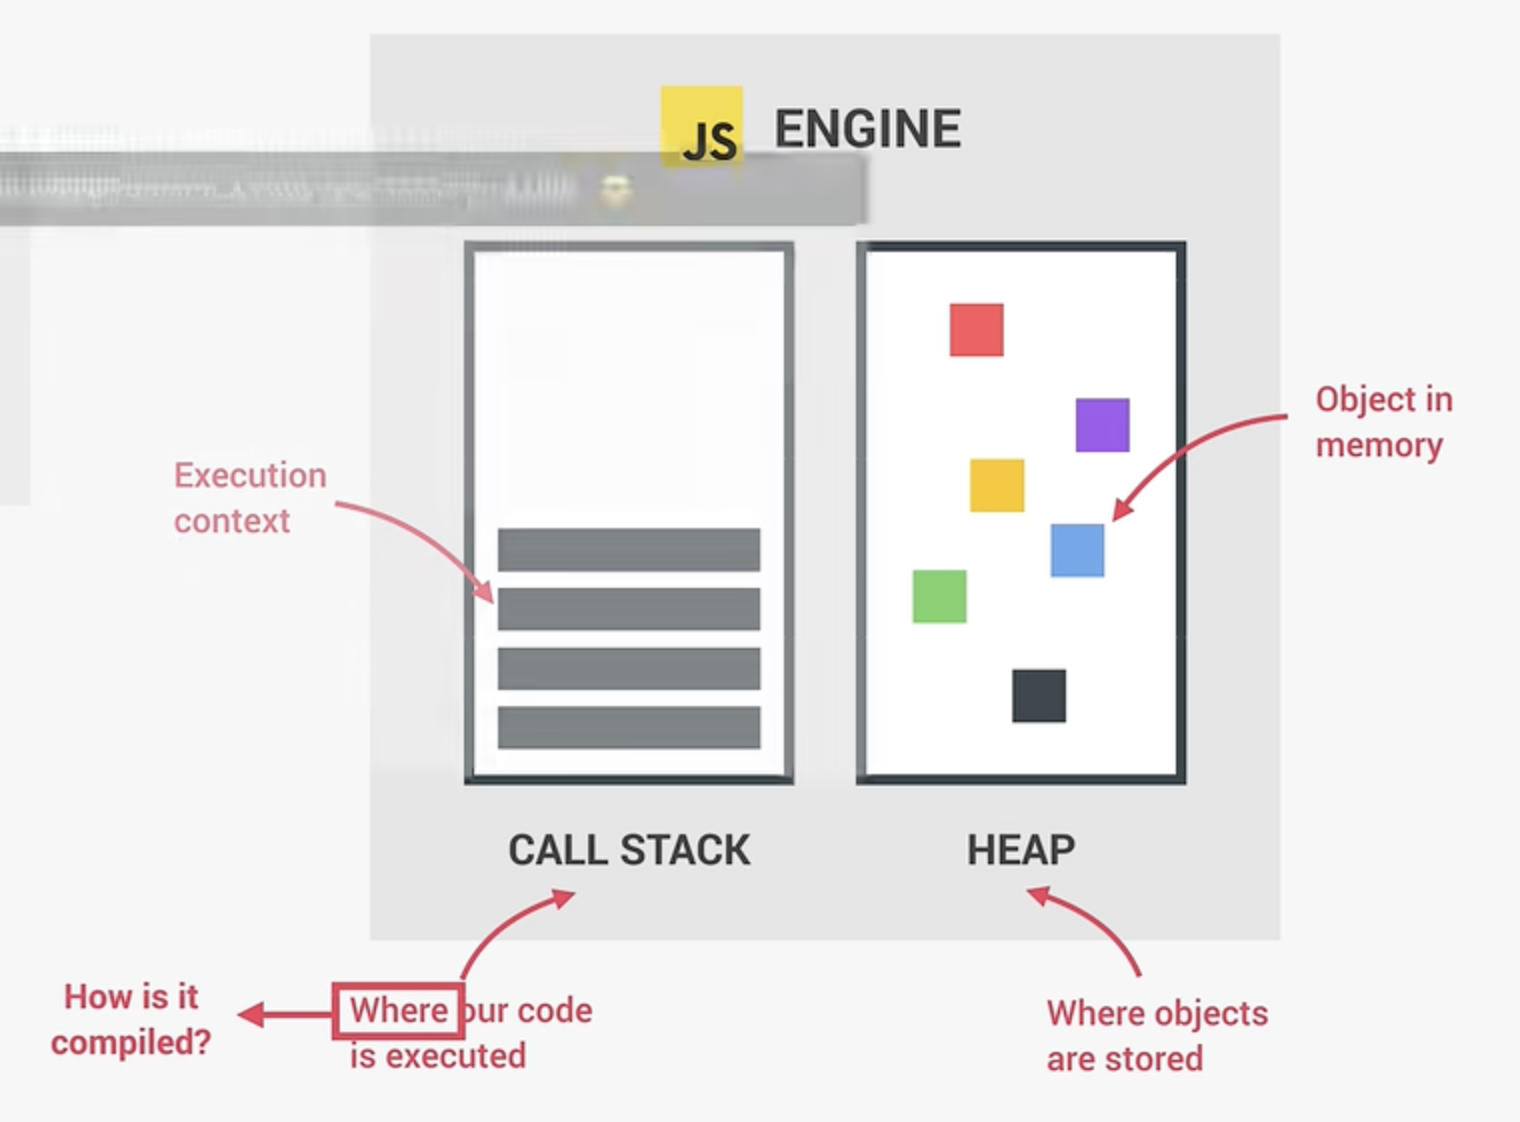 JS ENGINE
Execution
context
Object in
memory
CALL STACK
HEAP
How is it
compiled?
Where our code
is executed
Where objects
are stored